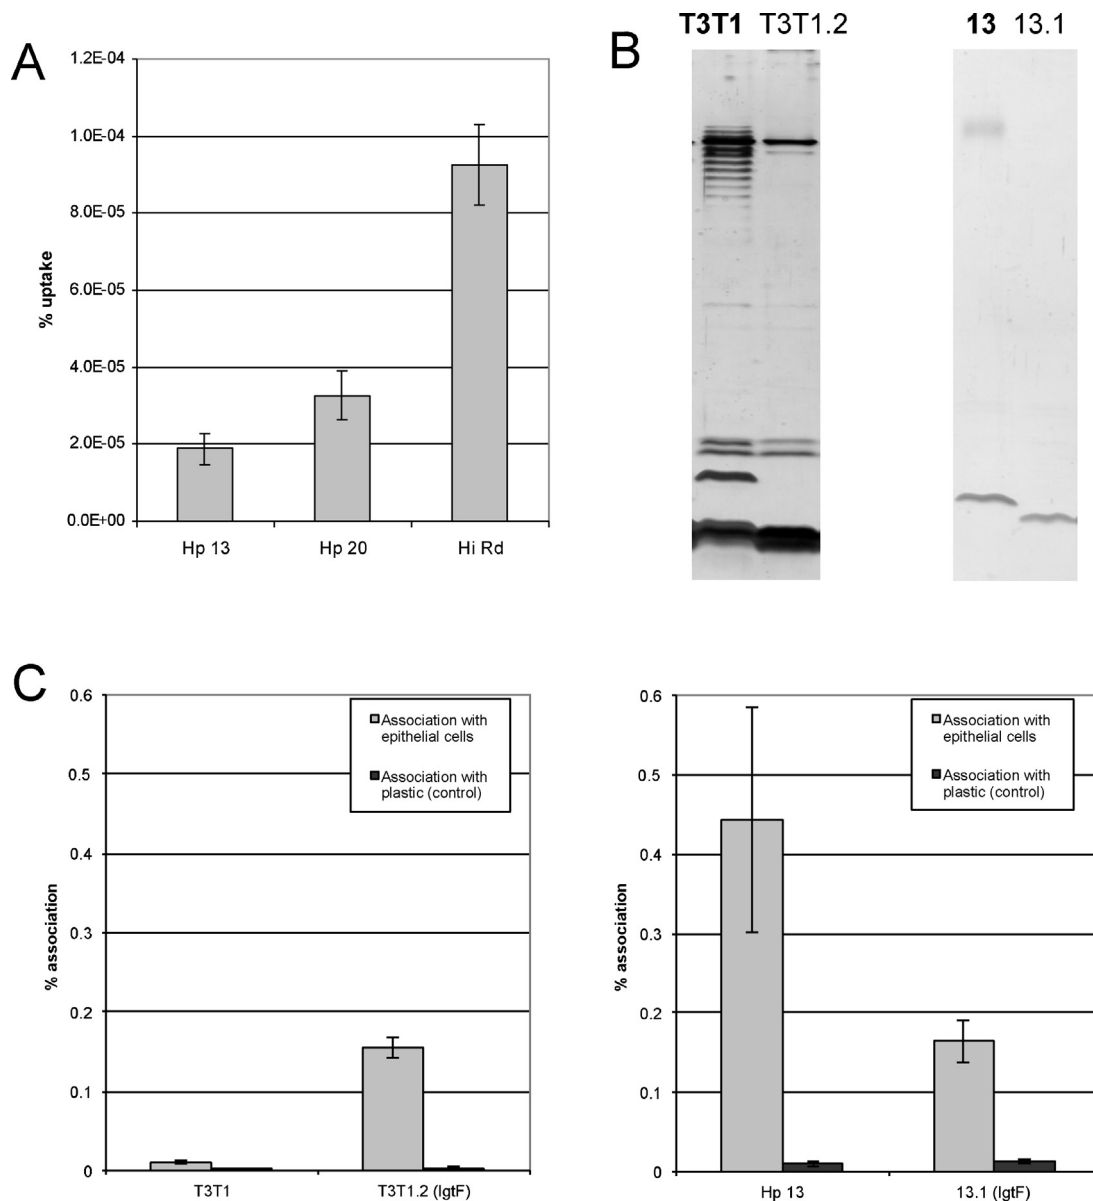 A
1.2E-04
1.0E-04
8.0E-05
6.0E-05
4.0E-05
2.0E-05
0.0E+00
% uptake
Hp 13
Hp 20
Hi Rd
B
T3T1 T3T1.2
13 13.1
C
0.6
0.5
0.4
0.3
0.2
0.1
0
% association
Association with
epithelial cells
Association with
plastic (control)
T3T1
T3T1.2 (lgtF)
0.6
0.5
0.4
0.3
0.2
0.1
0
% association
Association with
epithelial cells
Association with
plastic (control)
Hp 13
13.1 (lgtF)